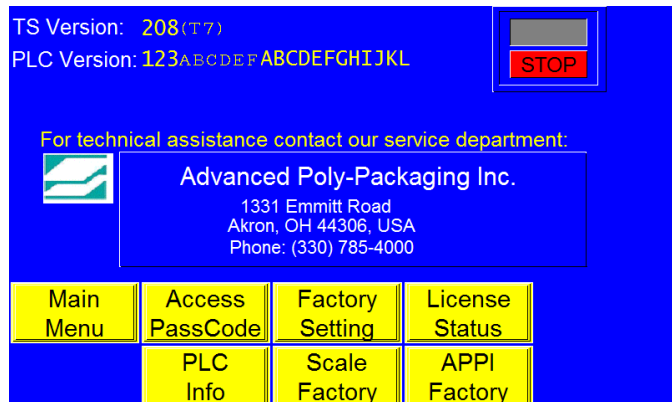 TS Version: 208(T7)
PLC Version: 123ABCDEFABCDEFGHIJKL
STOP
For technical assistance contact our service department:
Advanced Poly-Packaging Inc.
1331 Emmitt Road
Akron, OH 44306, USA
Phone: (330) 785-4000
Main Menu
Access PassCode
Factory Setting
License Status
PLC Info
Scale Factory
APPI Factory